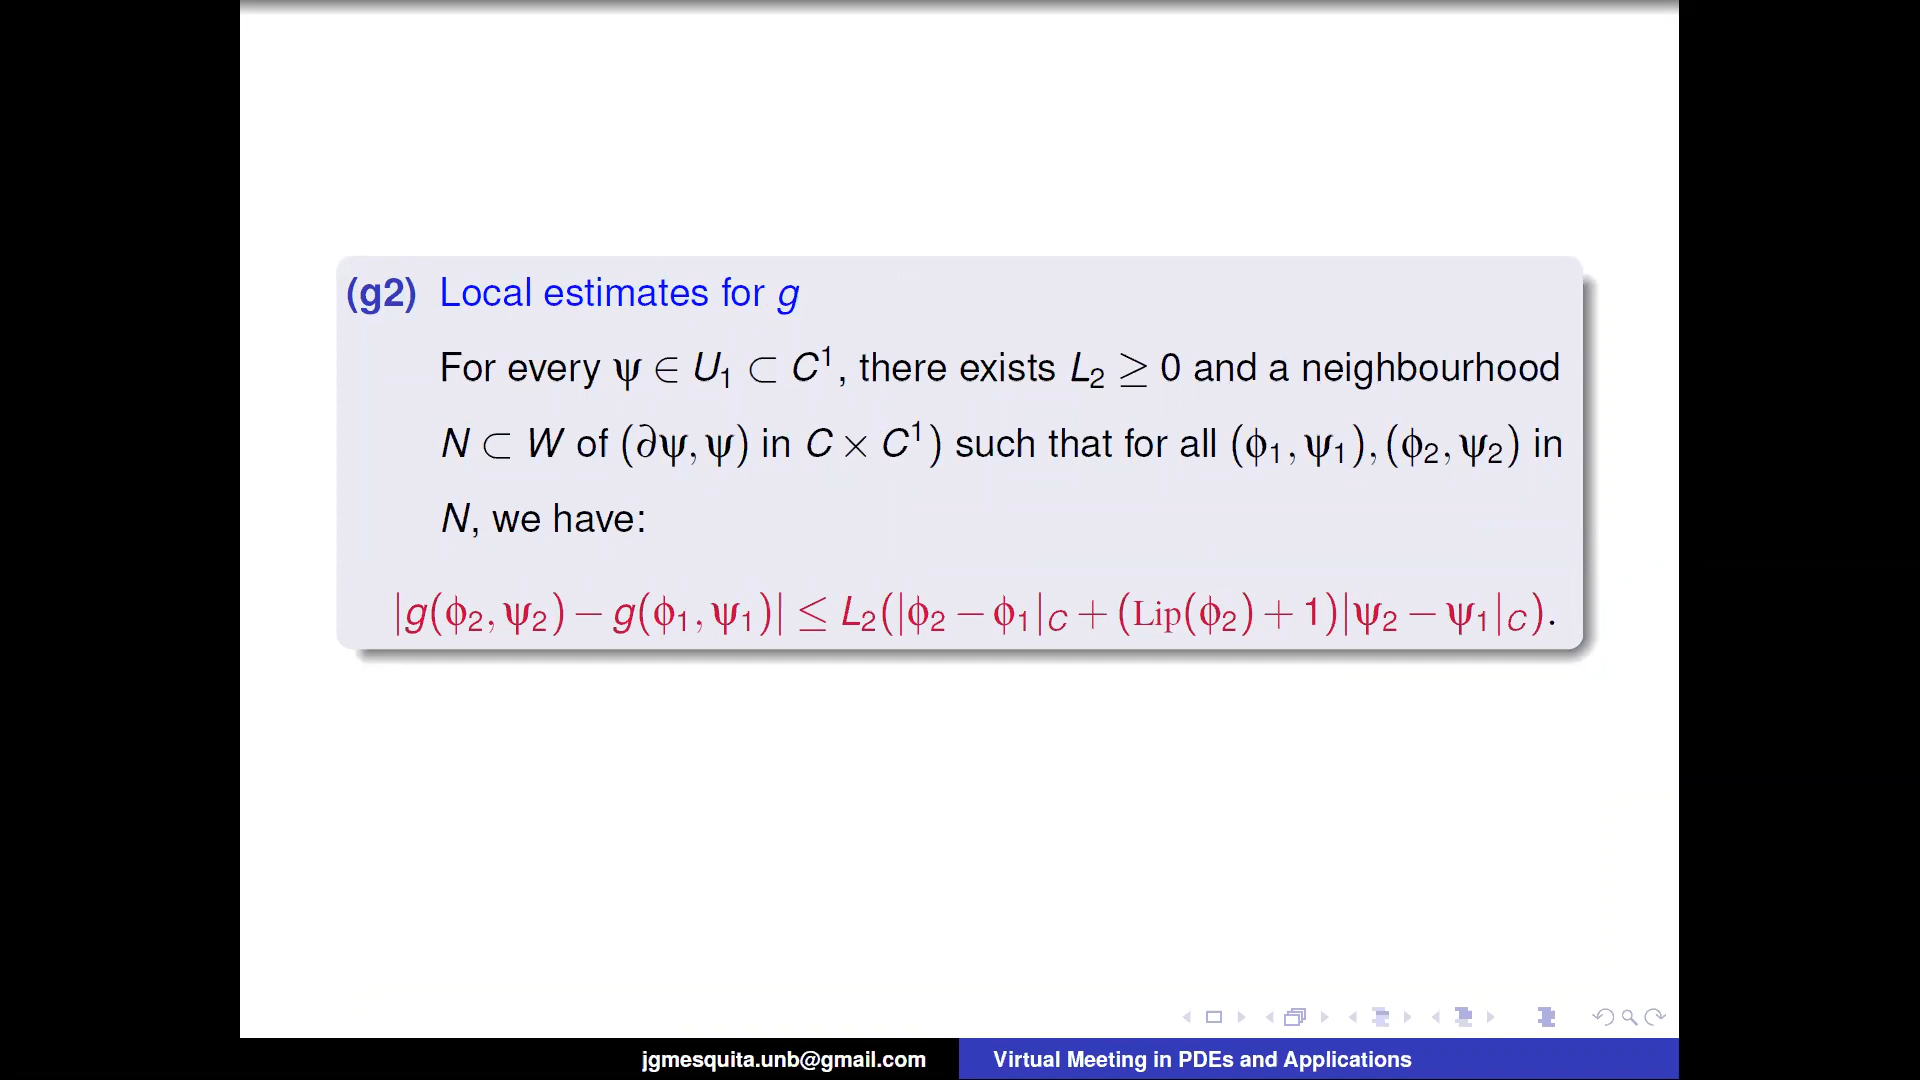 (g2) Local estimates for g
For every ψ ∈ U₁ ⊂ C¹, there exists L₂ ≥ 0 and a neighbourhood
N ⊂ W of (∂ψ, ψ) in C × C¹) such that for all (ϕ₁, ψ₁), (ϕ₂, ψ₂) in
N, we have:
|g(ϕ₂, ψ₂) − g(ϕ₁, ψ₁)| ≤ L₂(|ϕ₂ − ϕ₁|_C + (Lip(ϕ₂) + 1)|ψ₂ − ψ₁|_C).
jgmesquita.unb@gmail.com Virtual Meeting in PDEs and Applications